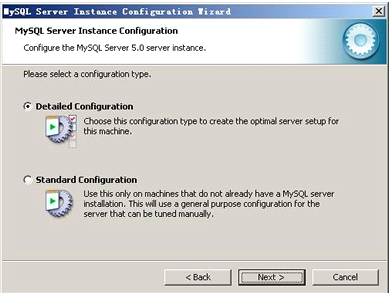 MySQL Server Instance Configuration Wizard
MySQL Server Instance Configuration
Configure the MySQL Server 5.0 server instance.
Please select a configuration type.
Detailed Configuration
Choose this configuration type to create the optimal server setup for
this machine.
Standard Configuration
Use this only on machines that do not already have a MySQL server
installation. This will use a general purpose configuration for the
server that can be tuned manually.
< Back
Next >
Cancel